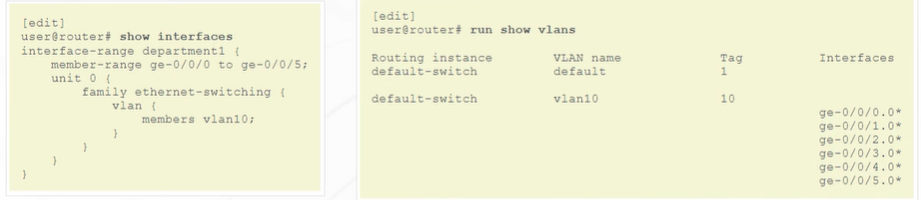 [edit]
user@router# show interfaces
interface-range department1 {
member-range ge-0/0/0 to ge-0/0/5;
unit 0 {
family ethernet-switching {
vlan {
members vlan10;
}
}
}
}
[edit]
user@router# run show vlans
Routing instance VLAN name Tag Interfaces
default-switch default 1
default-switch vlan10 10
ge-0/0/0.0*
ge-0/0/1.0*
ge-0/0/2.0*
ge-0/0/3.0*
ge-0/0/4.0*
ge-0/0/5.0*